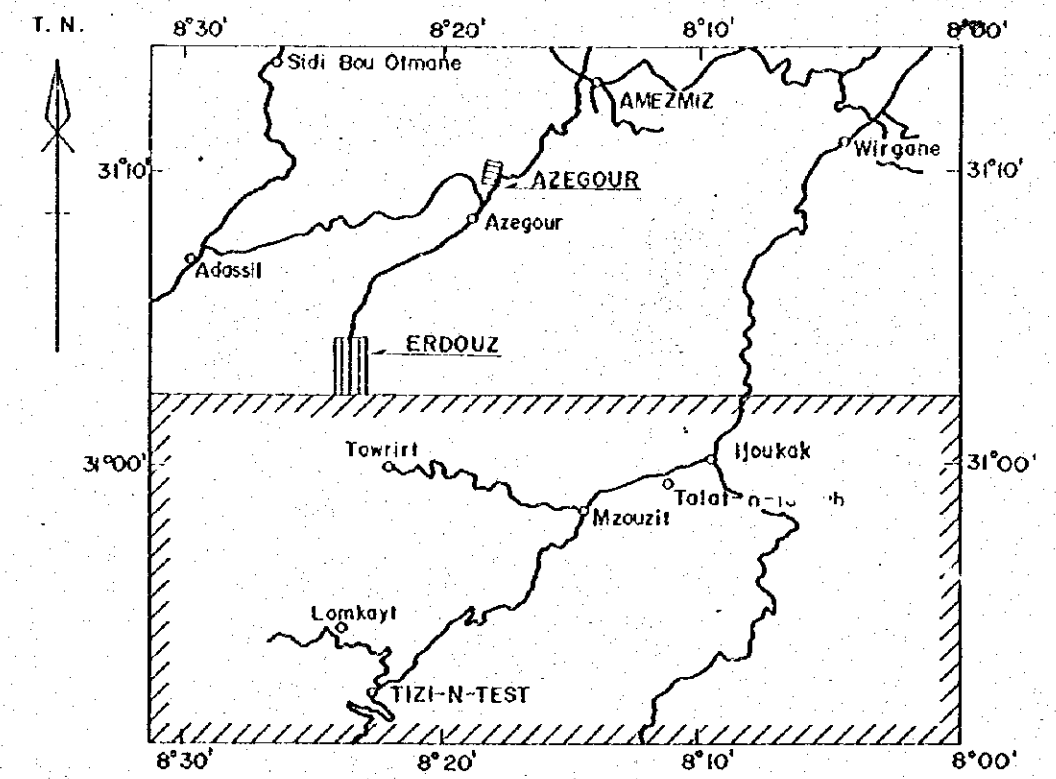 T. N.
8°30' 8°20' 8°10' 8°00'
Sidi Bou Otmane
AMEZMIZ
Wirgane
31°10' 31°10'
AZEGOUR
Azegour
Adassil
ERDOUZ
Towrirt
Ijoukak
31°00' 31°00'
Talat-n-
Mzouzit
Lomkayt
TIZI-N-TEST
8°30' 8°20' 8°10' 8°00'